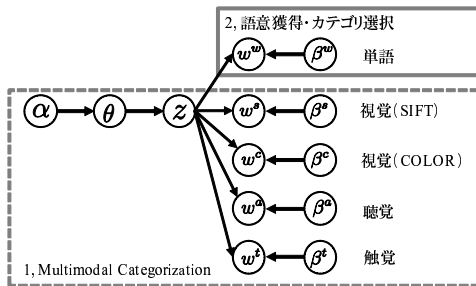 2, 語意獲得・カテゴリ選択
w^w β^w 単語
α θ z w^s β^s 視覚(SIFT)
w^c β^c 視覚(COLOR)
w^a β^a 聴覚
w^t β^t 触覚
1, Multimodal Categorization